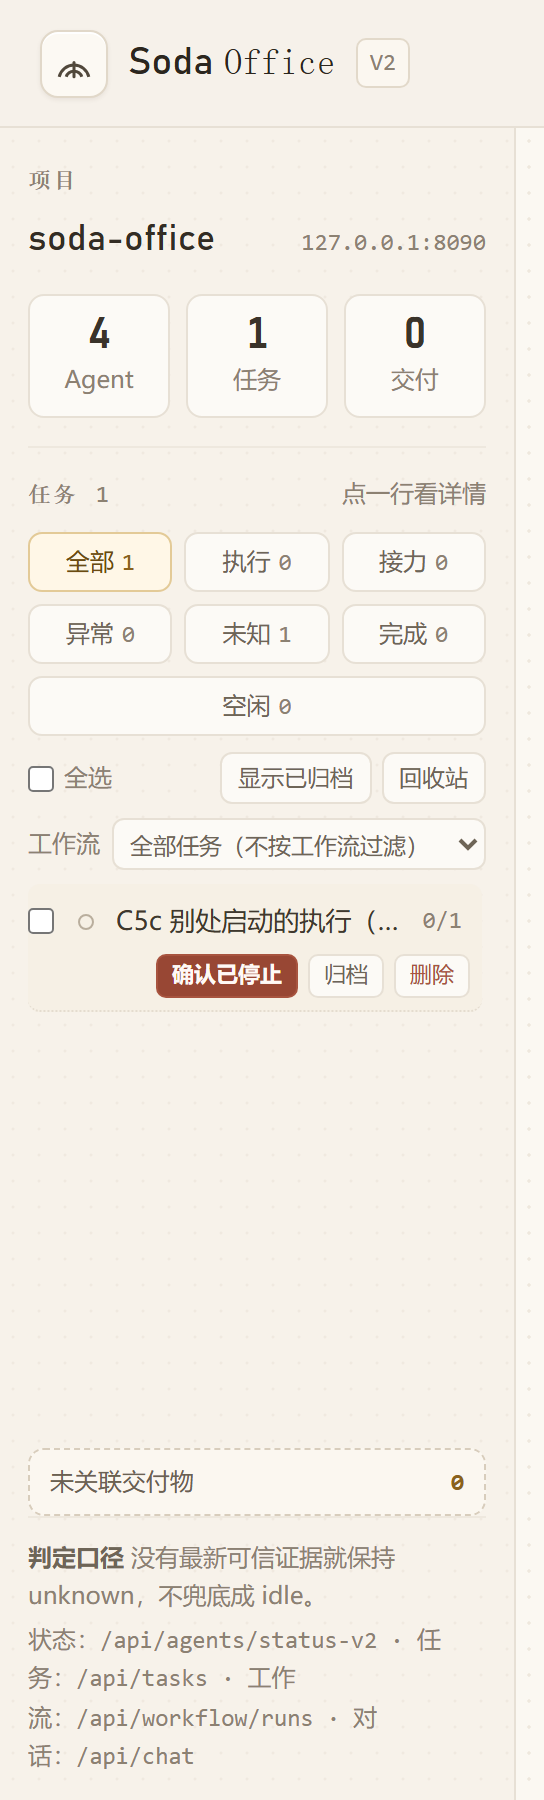 Soda Office V2
项目
soda-office 127.0.0.1:8090
4 1 0
Agent 任务 交付
任务 1 点一行看详情
全部 1 执行 0 接力 0
异常 0 未知 1 完成 0
空闲 0
全选 显示已归档 回收站
工作流 全部任务（不按工作流过滤）
C5c 别处启动的执行（... 0/1
确认已停止 归档 删除
未关联交付物 0
判定口径 没有最新可信证据就保持
unknown，不兜底成 idle。
状态：/api/agents/status-v2 · 任
务：/api/tasks · 工作
流：/api/workflow/runs · 对
话：/api/chat